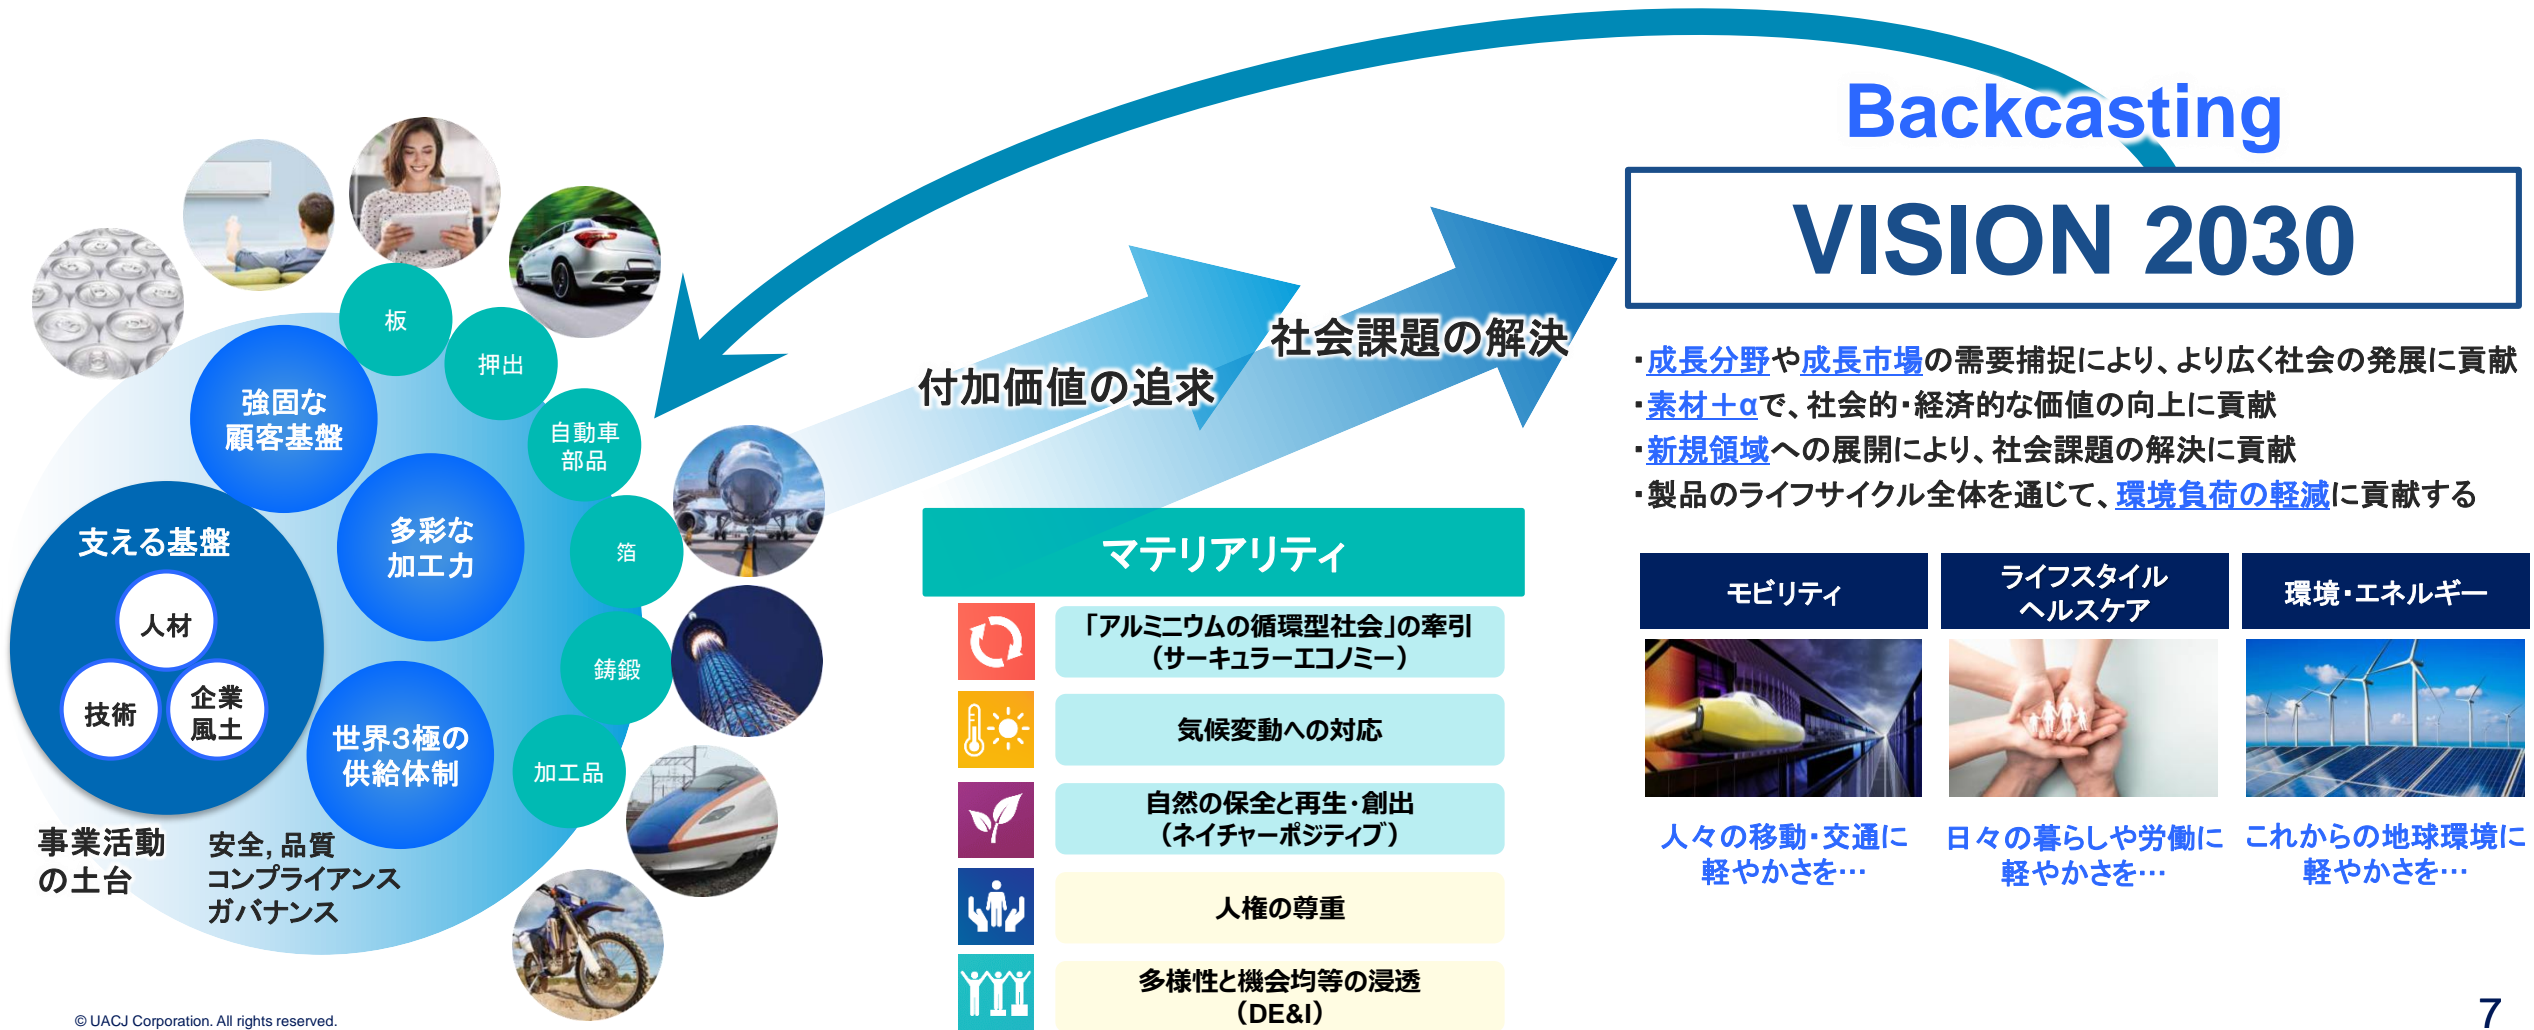 Backcasting
VISION 2030
・成長分野や成長市場の需要捕捉により、より広く社会の発展に貢献
・素材＋αで、社会的・経済的な価値の向上に貢献
・新規領域への展開により、社会課題の解決に貢献
・製品のライフサイクル全体を通じて、環境負荷の軽減に貢献する
モビリティ
ライフスタイル
ヘルスケア
環境・エネルギー
人々の移動・交通に
軽やかさを…
日々の暮らしや労働に
軽やかさを…
これからの地球環境に
軽やかさを…
付加価値の追求
社会課題の解決
板
押出
自動車
部品
箔
鋳鍛
加工品
強固な
顧客基盤
多彩な
加工力
世界3極の
供給体制
支える基盤
人材
技術
企業
風土
事業活動
の土台
安全,品質
コンプライアンス
ガバナンス
マテリアリティ
「アルミニウムの循環型社会」の牽引
（サーキュラーエコノミー）
気候変動への対応
自然の保全と再生・創出
（ネイチャーポジティブ）
人権の尊重
多様性と機会均等の浸透
（DE&I）
© UACJ Corporation. All rights reserved.
7